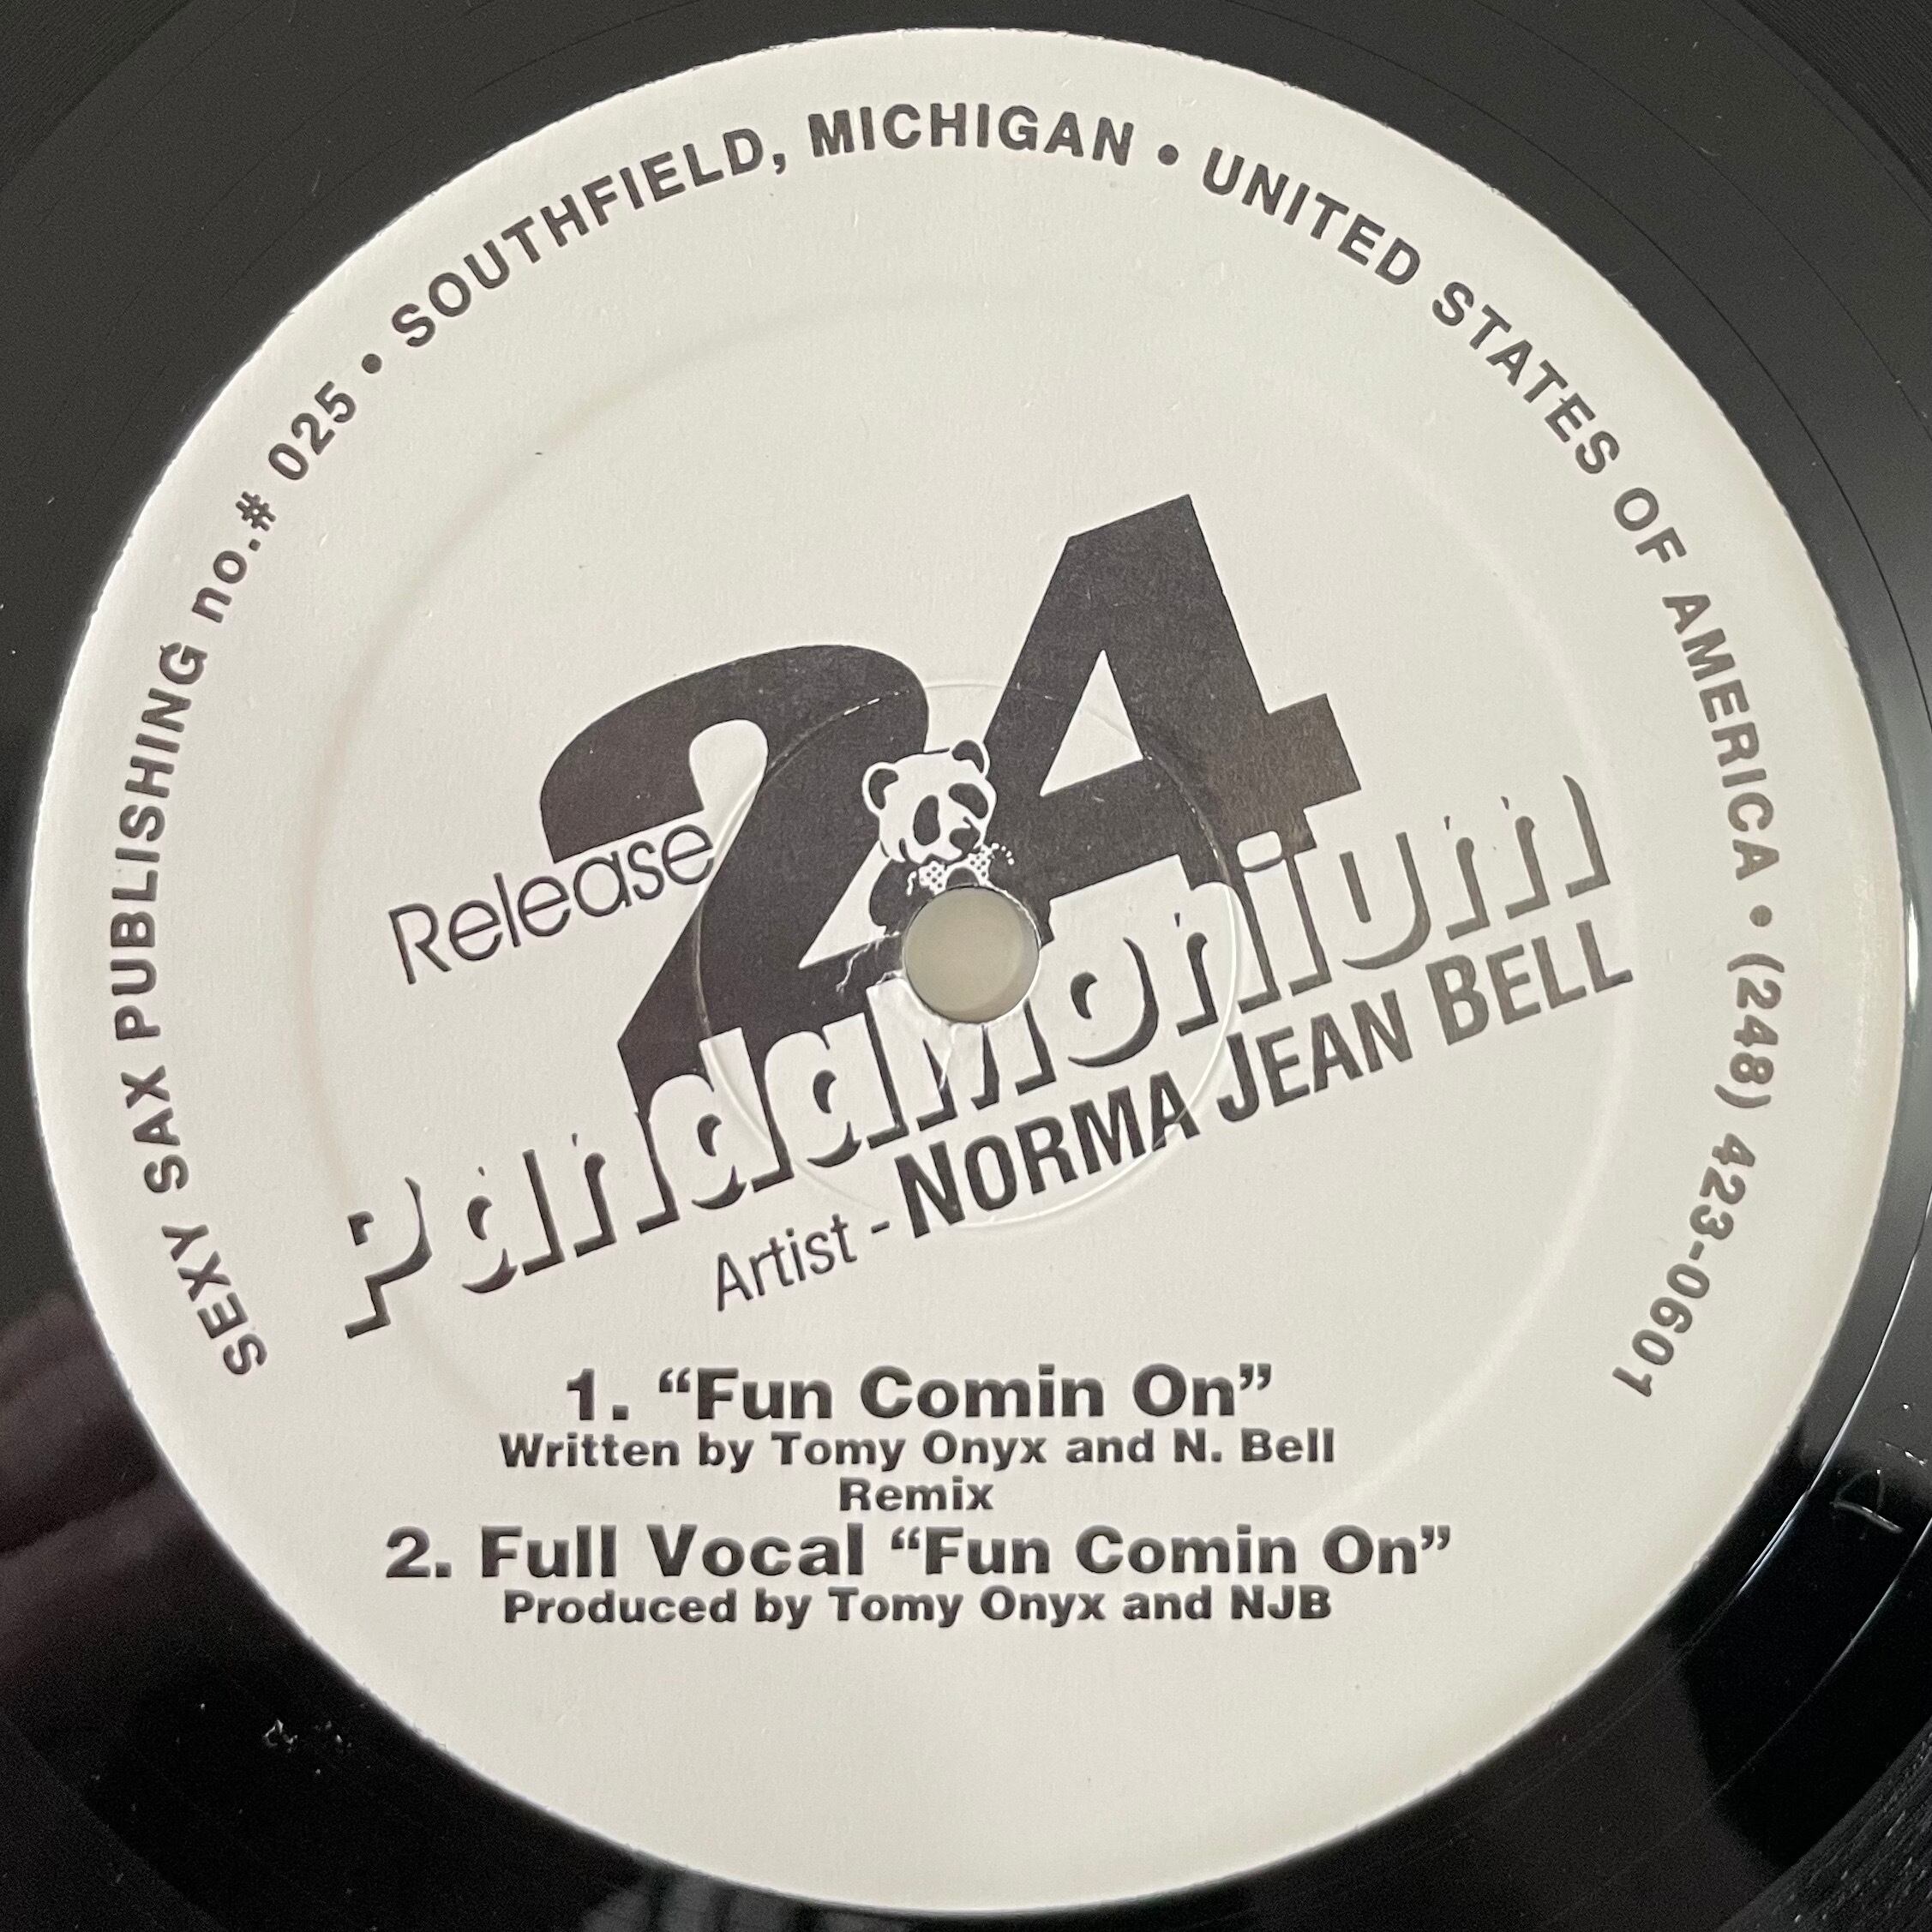 SEXY SAX PUBLISHING no.# 025 • SOUTHFIELD, MICHIGAN • UNITED STATES OF AMERICA • (248) 423-0601
24
Release
PandaMonium
Artist - NORMA JEAN BELL
1. “Fun Comin On”
Written by Tomy Onyx and N. Bell
Remix
2. Full Vocal “Fun Comin On”
Produced by Tomy Onyx and NJB